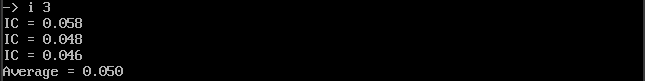 -> i 3
IC = 0.058
IC = 0.048
IC = 0.046
Average = 0.050